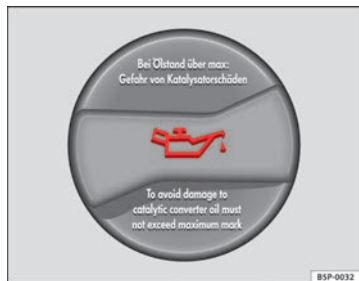 Bei Ölstand über max:
Gefahr von Katalysatorschäden
To avoid damage to
catalytic converter oil must
not exceed maximum mark
B5P-0032